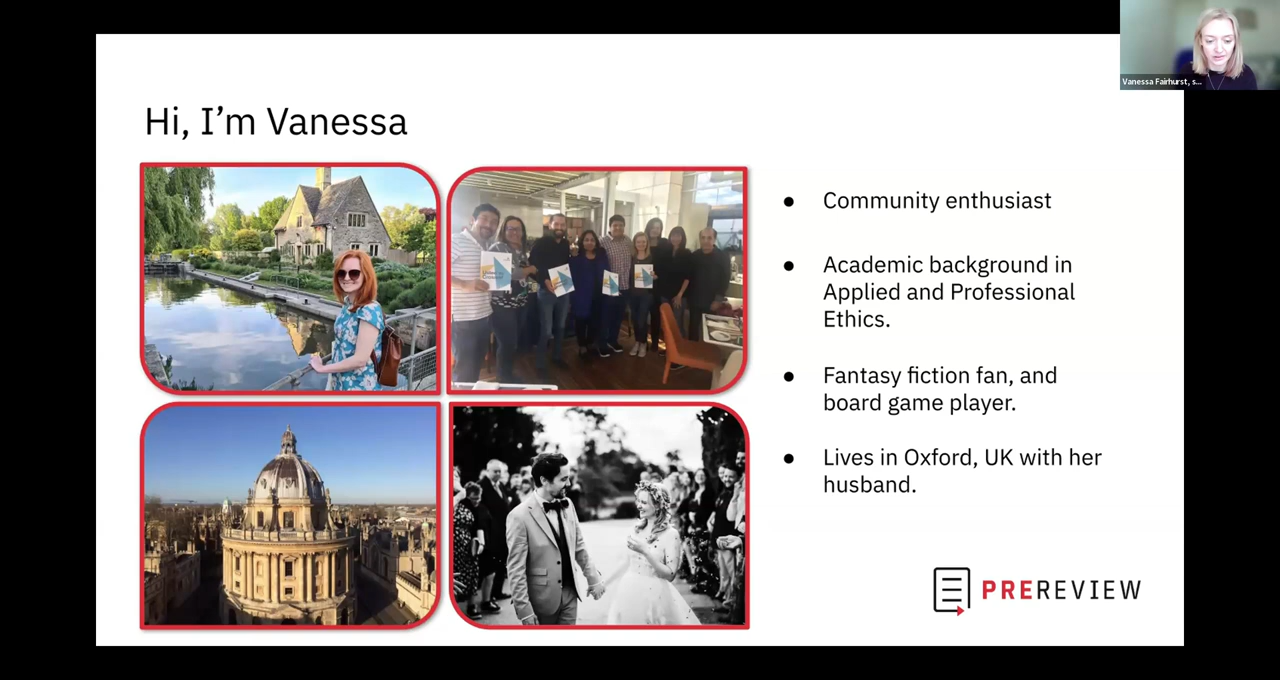 Vanessa Fairhurst, s...
Hi, I'm Vanessa
● Community enthusiast
● Academic background in
Applied and Professional
Ethics.
● Fantasy fiction fan, and
board game player.
● Lives in Oxford, UK with her
husband.
PREREVIEW